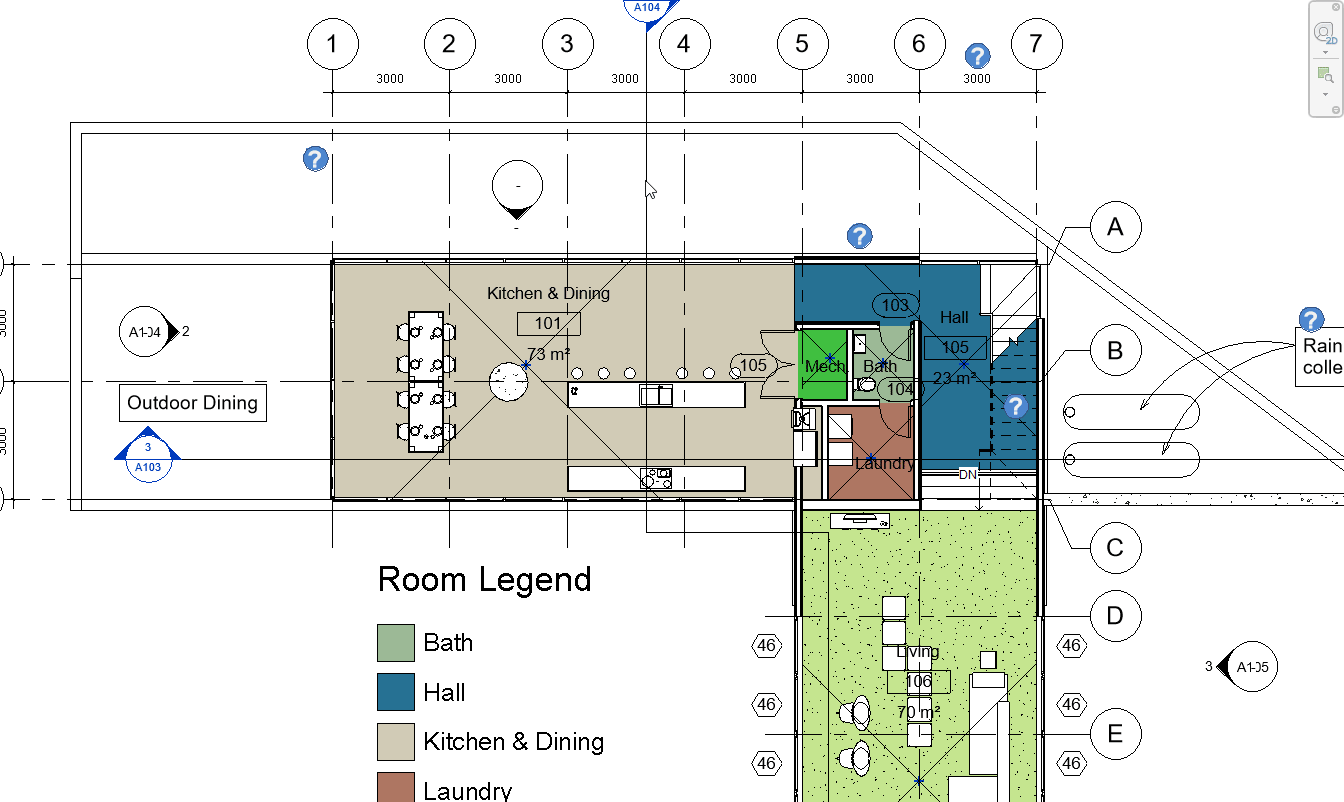 A104
1 2 3 4 5 6 7
3000 3000 3000 3000 3000 3000
2D
?
?
-
-
A
?
?
Kitchen & Dining
101
73 m²
103
Hall
105
23 m²
3000
A1-04 2
B
Rain
colle
105
Mech.
Bath
104
?
Outdoor Dining
3
A103
3000
Laundry
DN
C
Room Legend
D
Bath
46
Living
46
106
3 A1-05
Hall
46
70 m²
46
Kitchen & Dining
E
46
46
Laundry